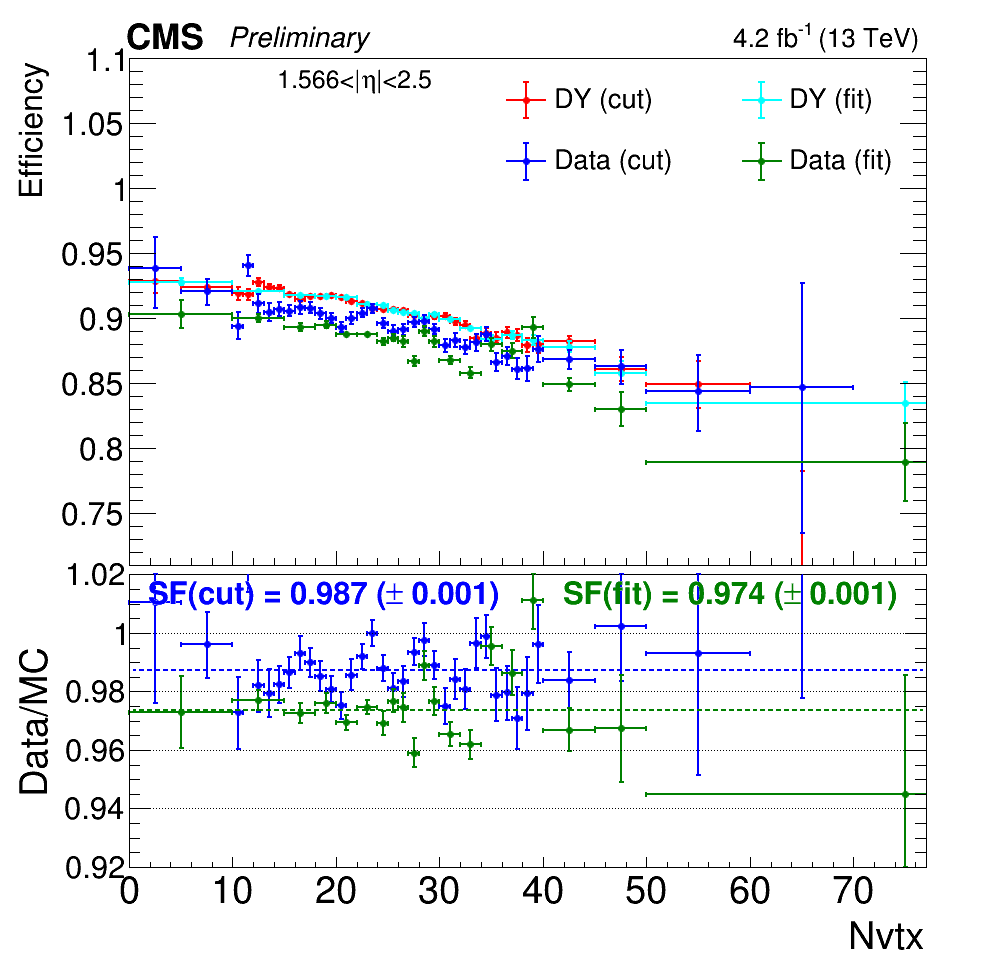 CMS Preliminary 4.2 fb⁻¹ (13 TeV)
1.566<|η|<2.5
DY (cut) DY (fit)
Data (cut) Data (fit)
Efficiency
1.1
1.05
1
0.95
0.9
0.85
0.8
0.75
SF(cut) = 0.987 (± 0.001) SF(fit) = 0.974 (± 0.001)
Data/MC
1.02
1
0.98
0.96
0.94
0.92
0 10 20 30 40 50 60 70
Nvtx